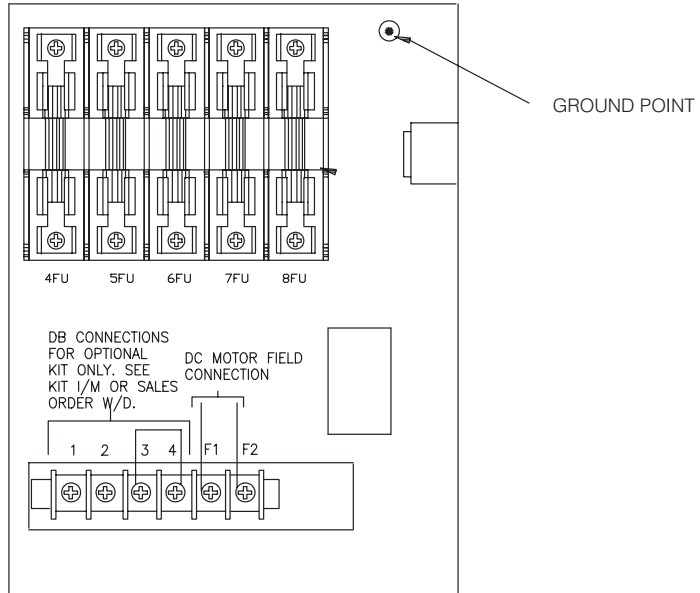 GROUND POINT
4FU 5FU 6FU 7FU 8FU
DB CONNECTIONS
FOR OPTIONAL
KIT ONLY. SEE
KIT I/M OR SALES
ORDER W/D.
DC MOTOR FIELD
CONNECTION
1 2 3 4 F1 F2